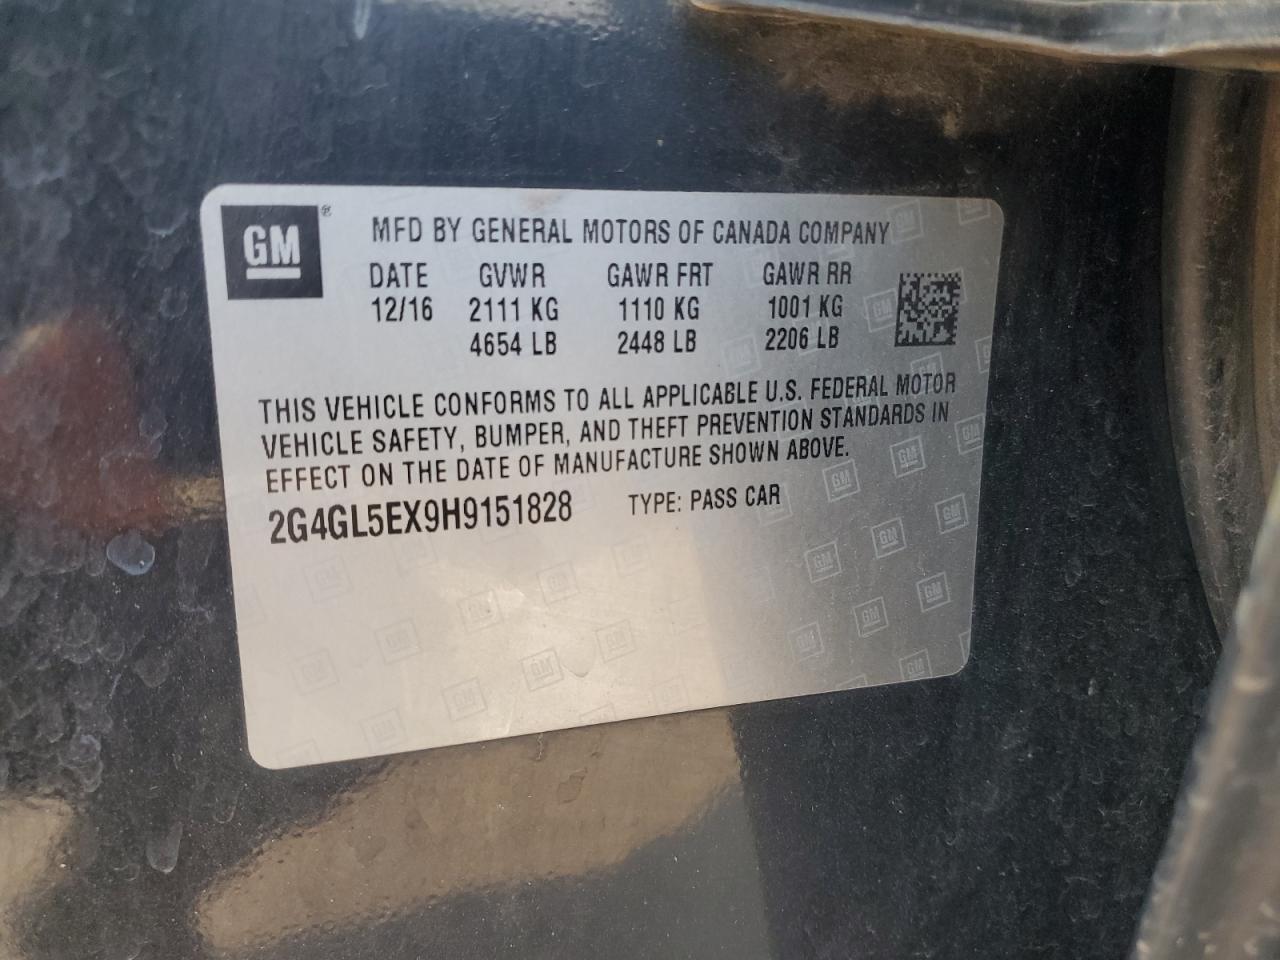 GM ®
MFD BY GENERAL MOTORS OF CANADA COMPANY
DATE GVWR GAWR FRT GAWR RR
12/16 2111 KG 1110 KG 1001 KG
4654 LB 2448 LB 2206 LB
THIS VEHICLE CONFORMS TO ALL APPLICABLE U.S. FEDERAL MOTOR
VEHICLE SAFETY, BUMPER, AND THEFT PREVENTION STANDARDS IN
EFFECT ON THE DATE OF MANUFACTURE SHOWN ABOVE.
2G4GL5EX9H9151828 TYPE: PASS CAR